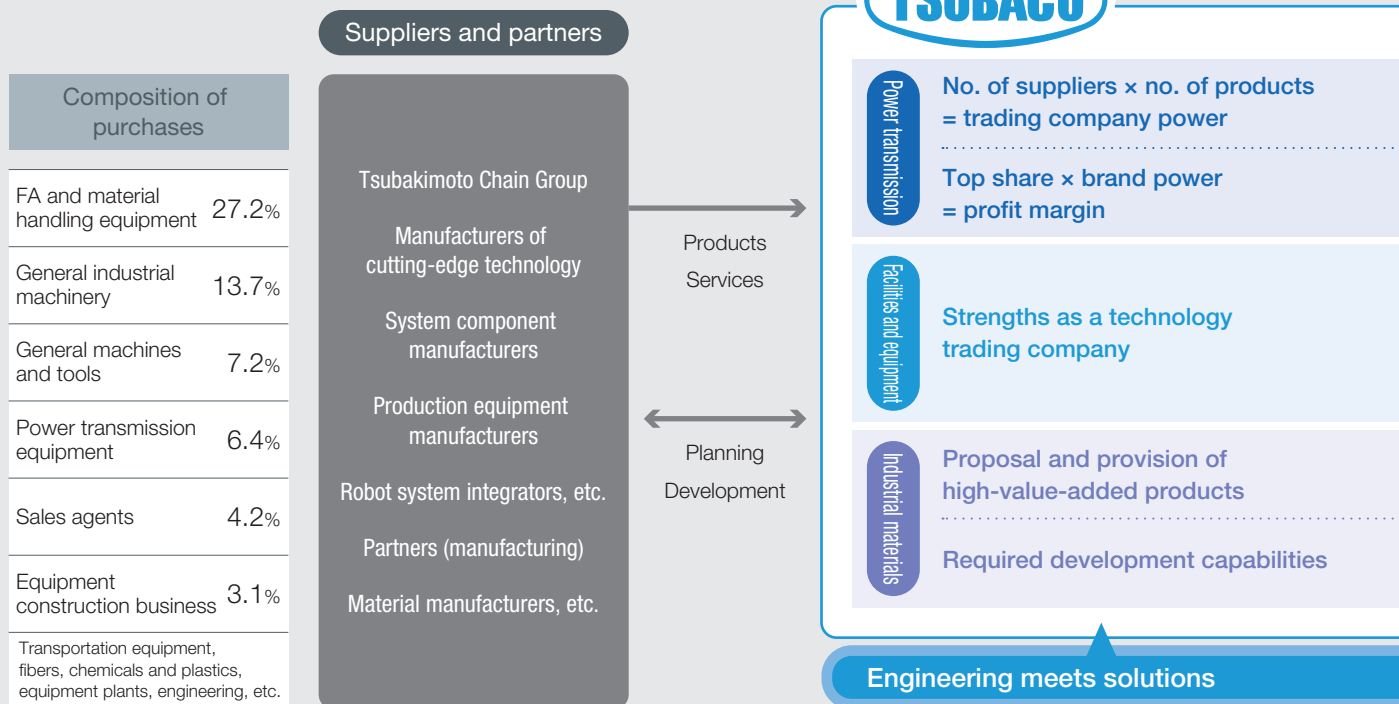 Composition of
purchases
FA and material
handling equipment 27.2%
General industrial
machinery 13.7%
General machines
and tools 7.2%
Power transmission
equipment 6.4%
Sales agents 4.2%
Equipment
construction business 3.1%
Transportation equipment,
fibers, chemicals and plastics,
equipment plants, engineering, etc.
Suppliers and partners
Tsubakimoto Chain Group
Manufacturers of
cutting-edge technology
System component
manufacturers
Production equipment
manufacturers
Robot system integrators, etc.
Partners (manufacturing)
Material manufacturers, etc.
Products
Services
Planning
Development
TSUBACO
Power transmission
No. of suppliers × no. of products
= trading company power
Top share × brand power
= profit margin
Facilities and equipment
Strengths as a technology
trading company
Industrial materials
Proposal and provision of
high-value-added products
Required development capabilities
Engineering meets solutions